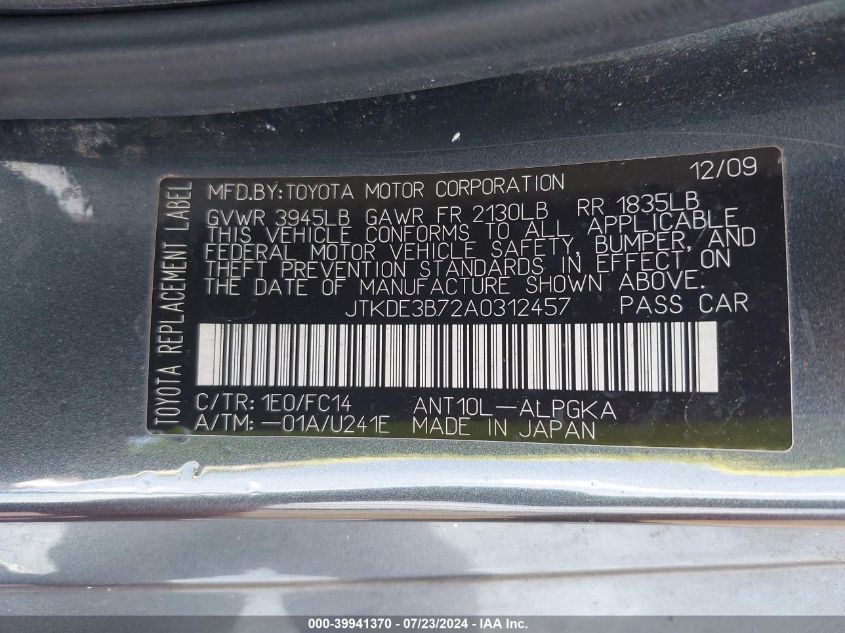 TOYOTA REPLACEMENT LABEL
MFD.BY:TOYOTA MOTOR CORPORATION 12/09
GVWR 3945LB GAWR FR 2130LB RR 1835LB
THIS VEHICLE CONFORMS TO ALL APPLICABLE
FEDERAL MOTOR VEHICLE SAFETY, BUMPER, AND
THEFT PREVENTION STANDARDS IN EFFECT ON
THE DATE OF MANUFACTURE SHOWN ABOVE.
JTKDE3B72A0312457 PASS CAR
C/TR: 1E0/FC14 ANT10L-ALPGKA
A/TM: -01A/U241E MADE IN JAPAN
000-39941370 - 07/23/2024 - IAA Inc.